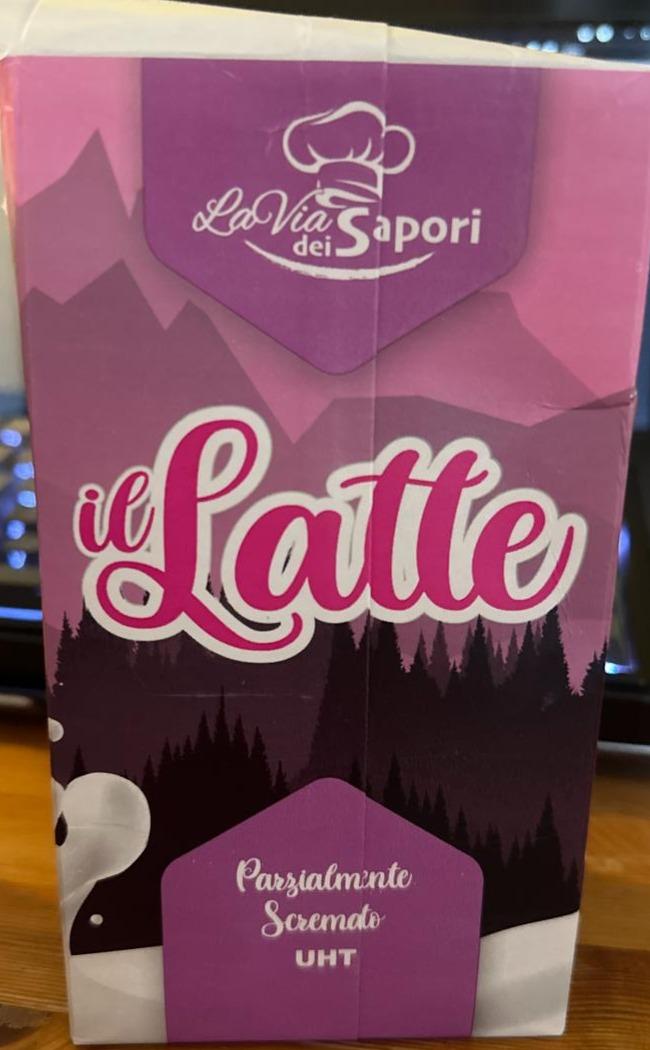 La Via
dei Sapori
il Latte
Parzialmente
Scremato
UHT